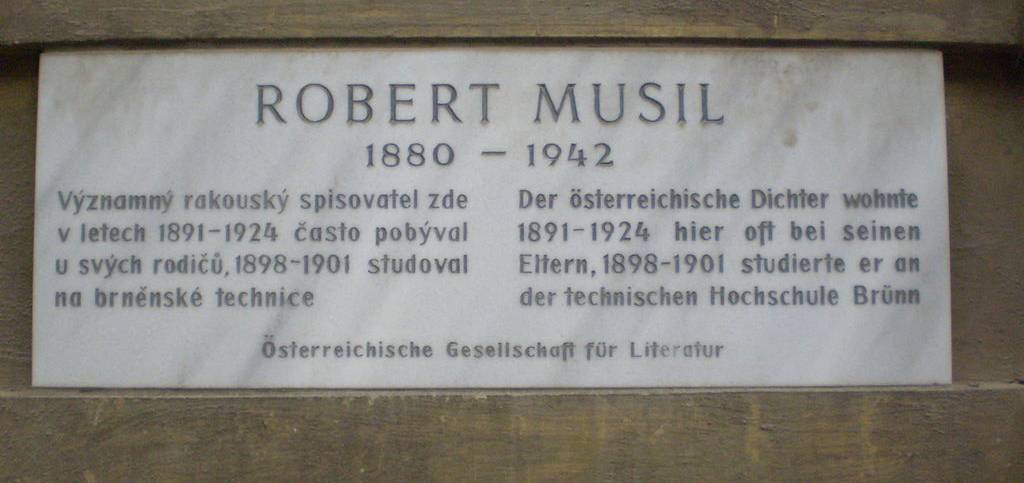 ROBERT MUSIL
1880 – 1942
Významný rakouský spisovatel zde
v letech 1891–1924 často pobýval
u svých rodičů, 1898–1901 studoval
na brněnské technice
Der österreichische Dichter wohnte
1891–1924 hier oft bei seinen
Eltern, 1898–1901 studierte er an
der technischen Hochschule Brünn
Österreichische Gesellschaft für Literatur